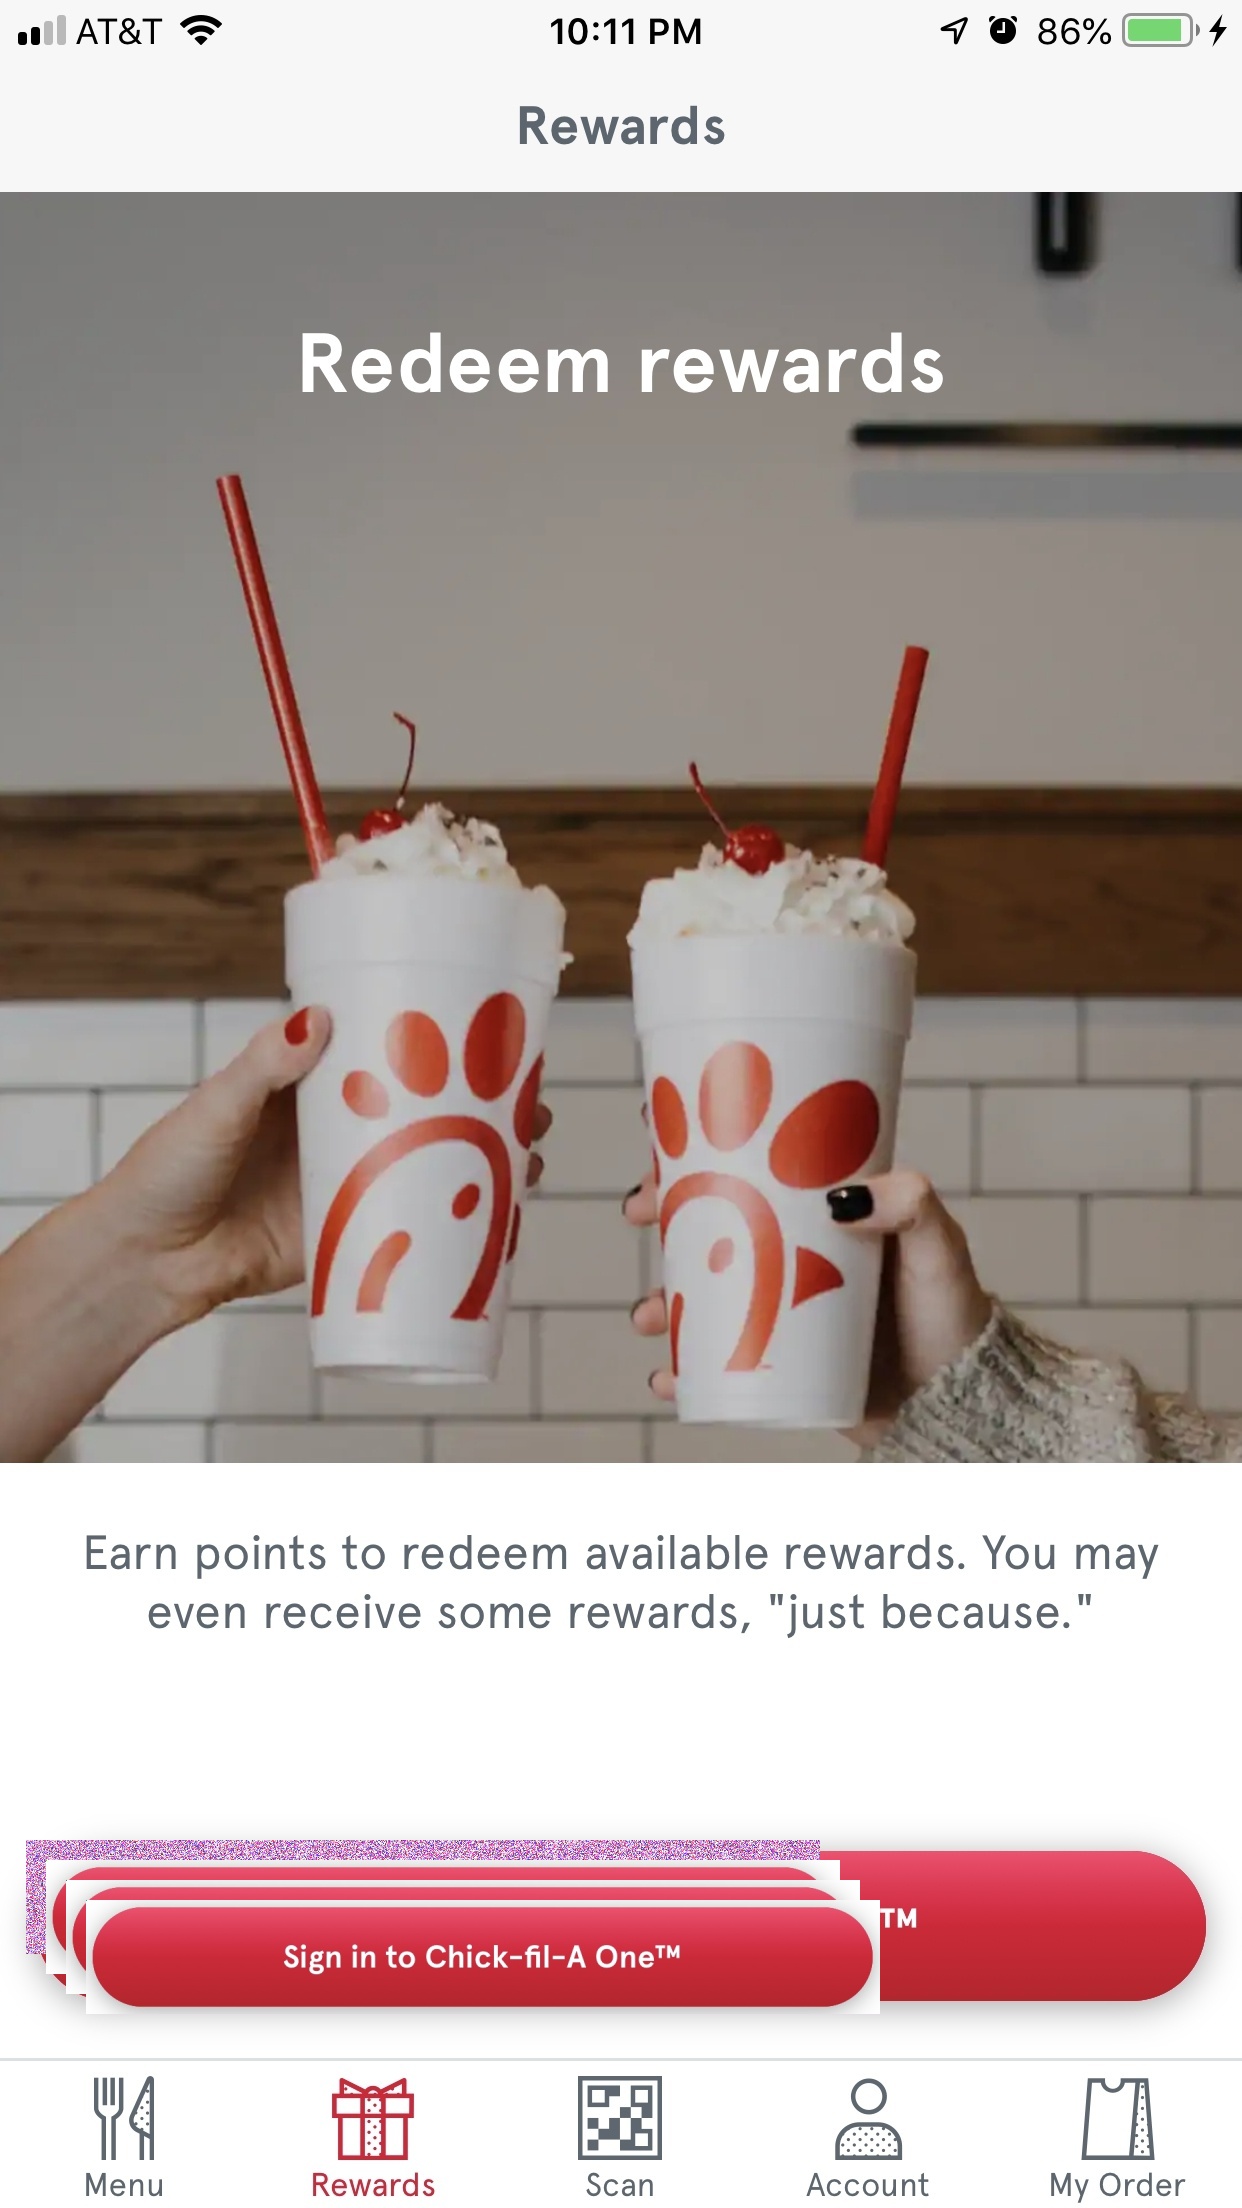 AT&T 10:11 PM 86%
Rewards
Redeem rewards
Earn points to redeem available rewards. You may
even receive some rewards, "just because."
TM
Sign in to Chick-fil-A One™
Menu Rewards Scan Account My Order